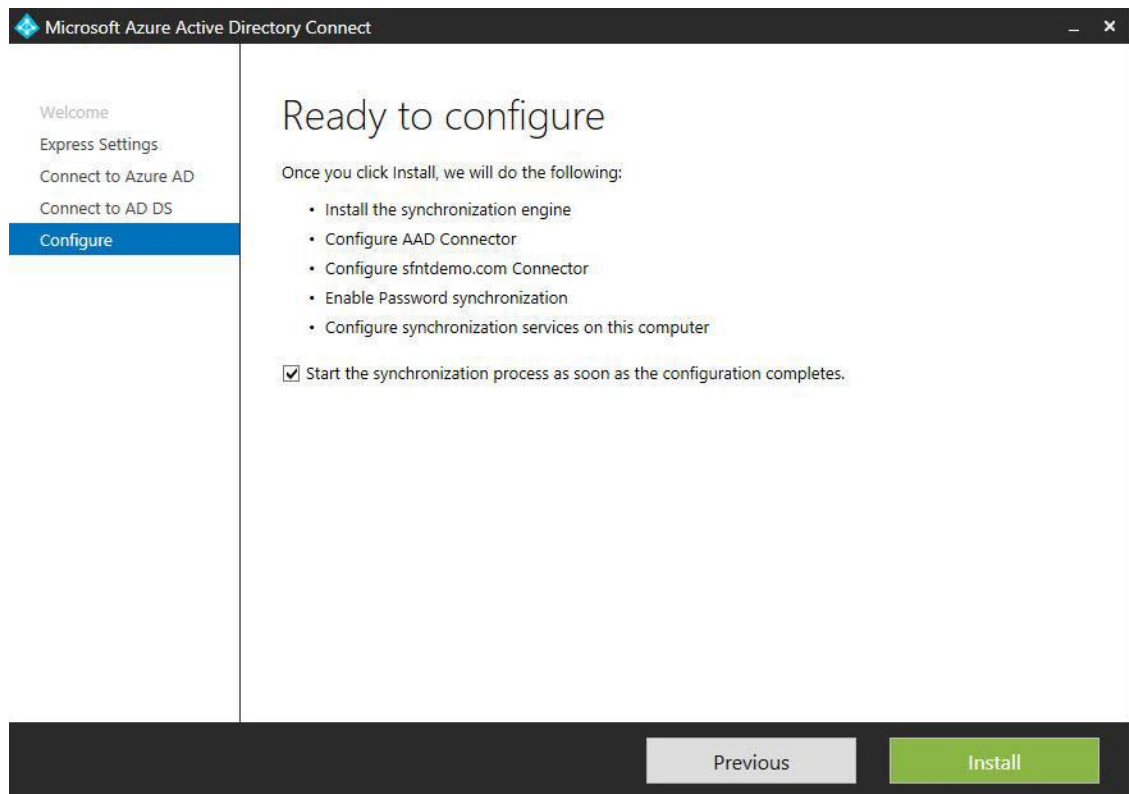 Microsoft Azure Active Directory Connect
Welcome
Express Settings
Connect to Azure AD
Connect to AD DS
Configure
Ready to configure
Once you click Install, we will do the following:
• Install the synchronization engine
• Configure AAD Connector
• Configure sfntdemo.com Connector
• Enable Password synchronization
• Configure synchronization services on this computer
Start the synchronization process as soon as the configuration completes.
Previous
Install